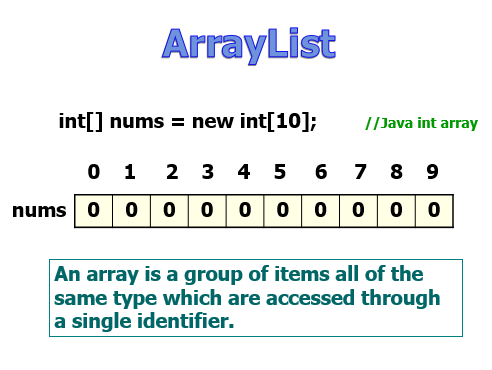 ArrayList
int[] nums = new int[10]; //Java int array
0 1 2 3 4 5 6 7 8 9
nums 0 0 0 0 0 0 0 0 0 0
An array is a group of items all of the
same type which are accessed through
a single identifier.